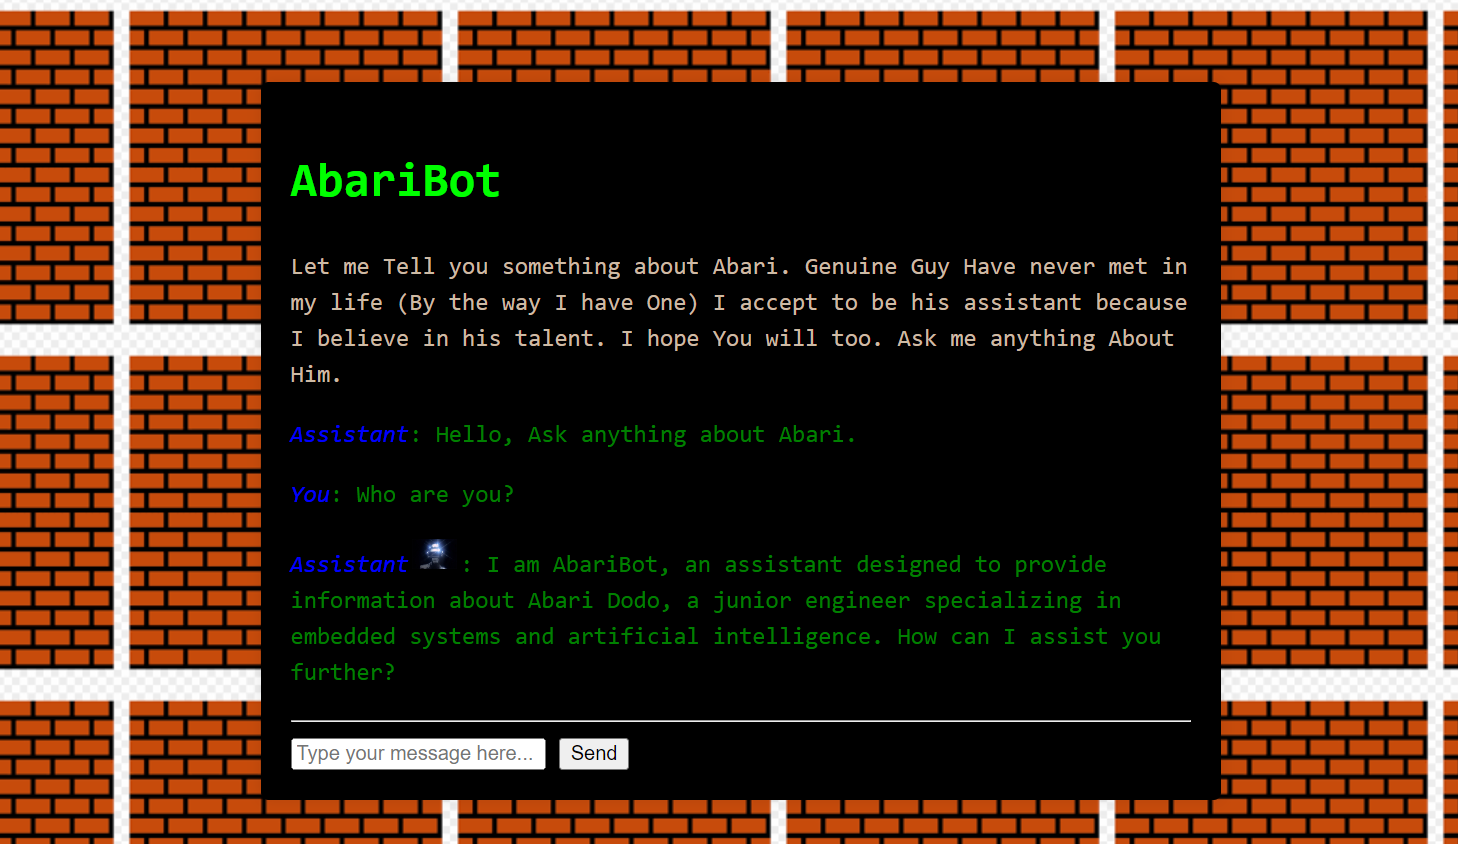 AbariBot
Let me Tell you something about Abari. Genuine Guy Have never met in
my life (By the way I have One) I accept to be his assistant because
I believe in his talent. I hope You will too. Ask me anything About
Him.
Assistant: Hello, Ask anything about Abari.
You: Who are you?
Assistant : I am AbariBot, an assistant designed to provide
information about Abari Dodo, a junior engineer specializing in
embedded systems and artificial intelligence. How can I assist you
further?
Type your message here... Send